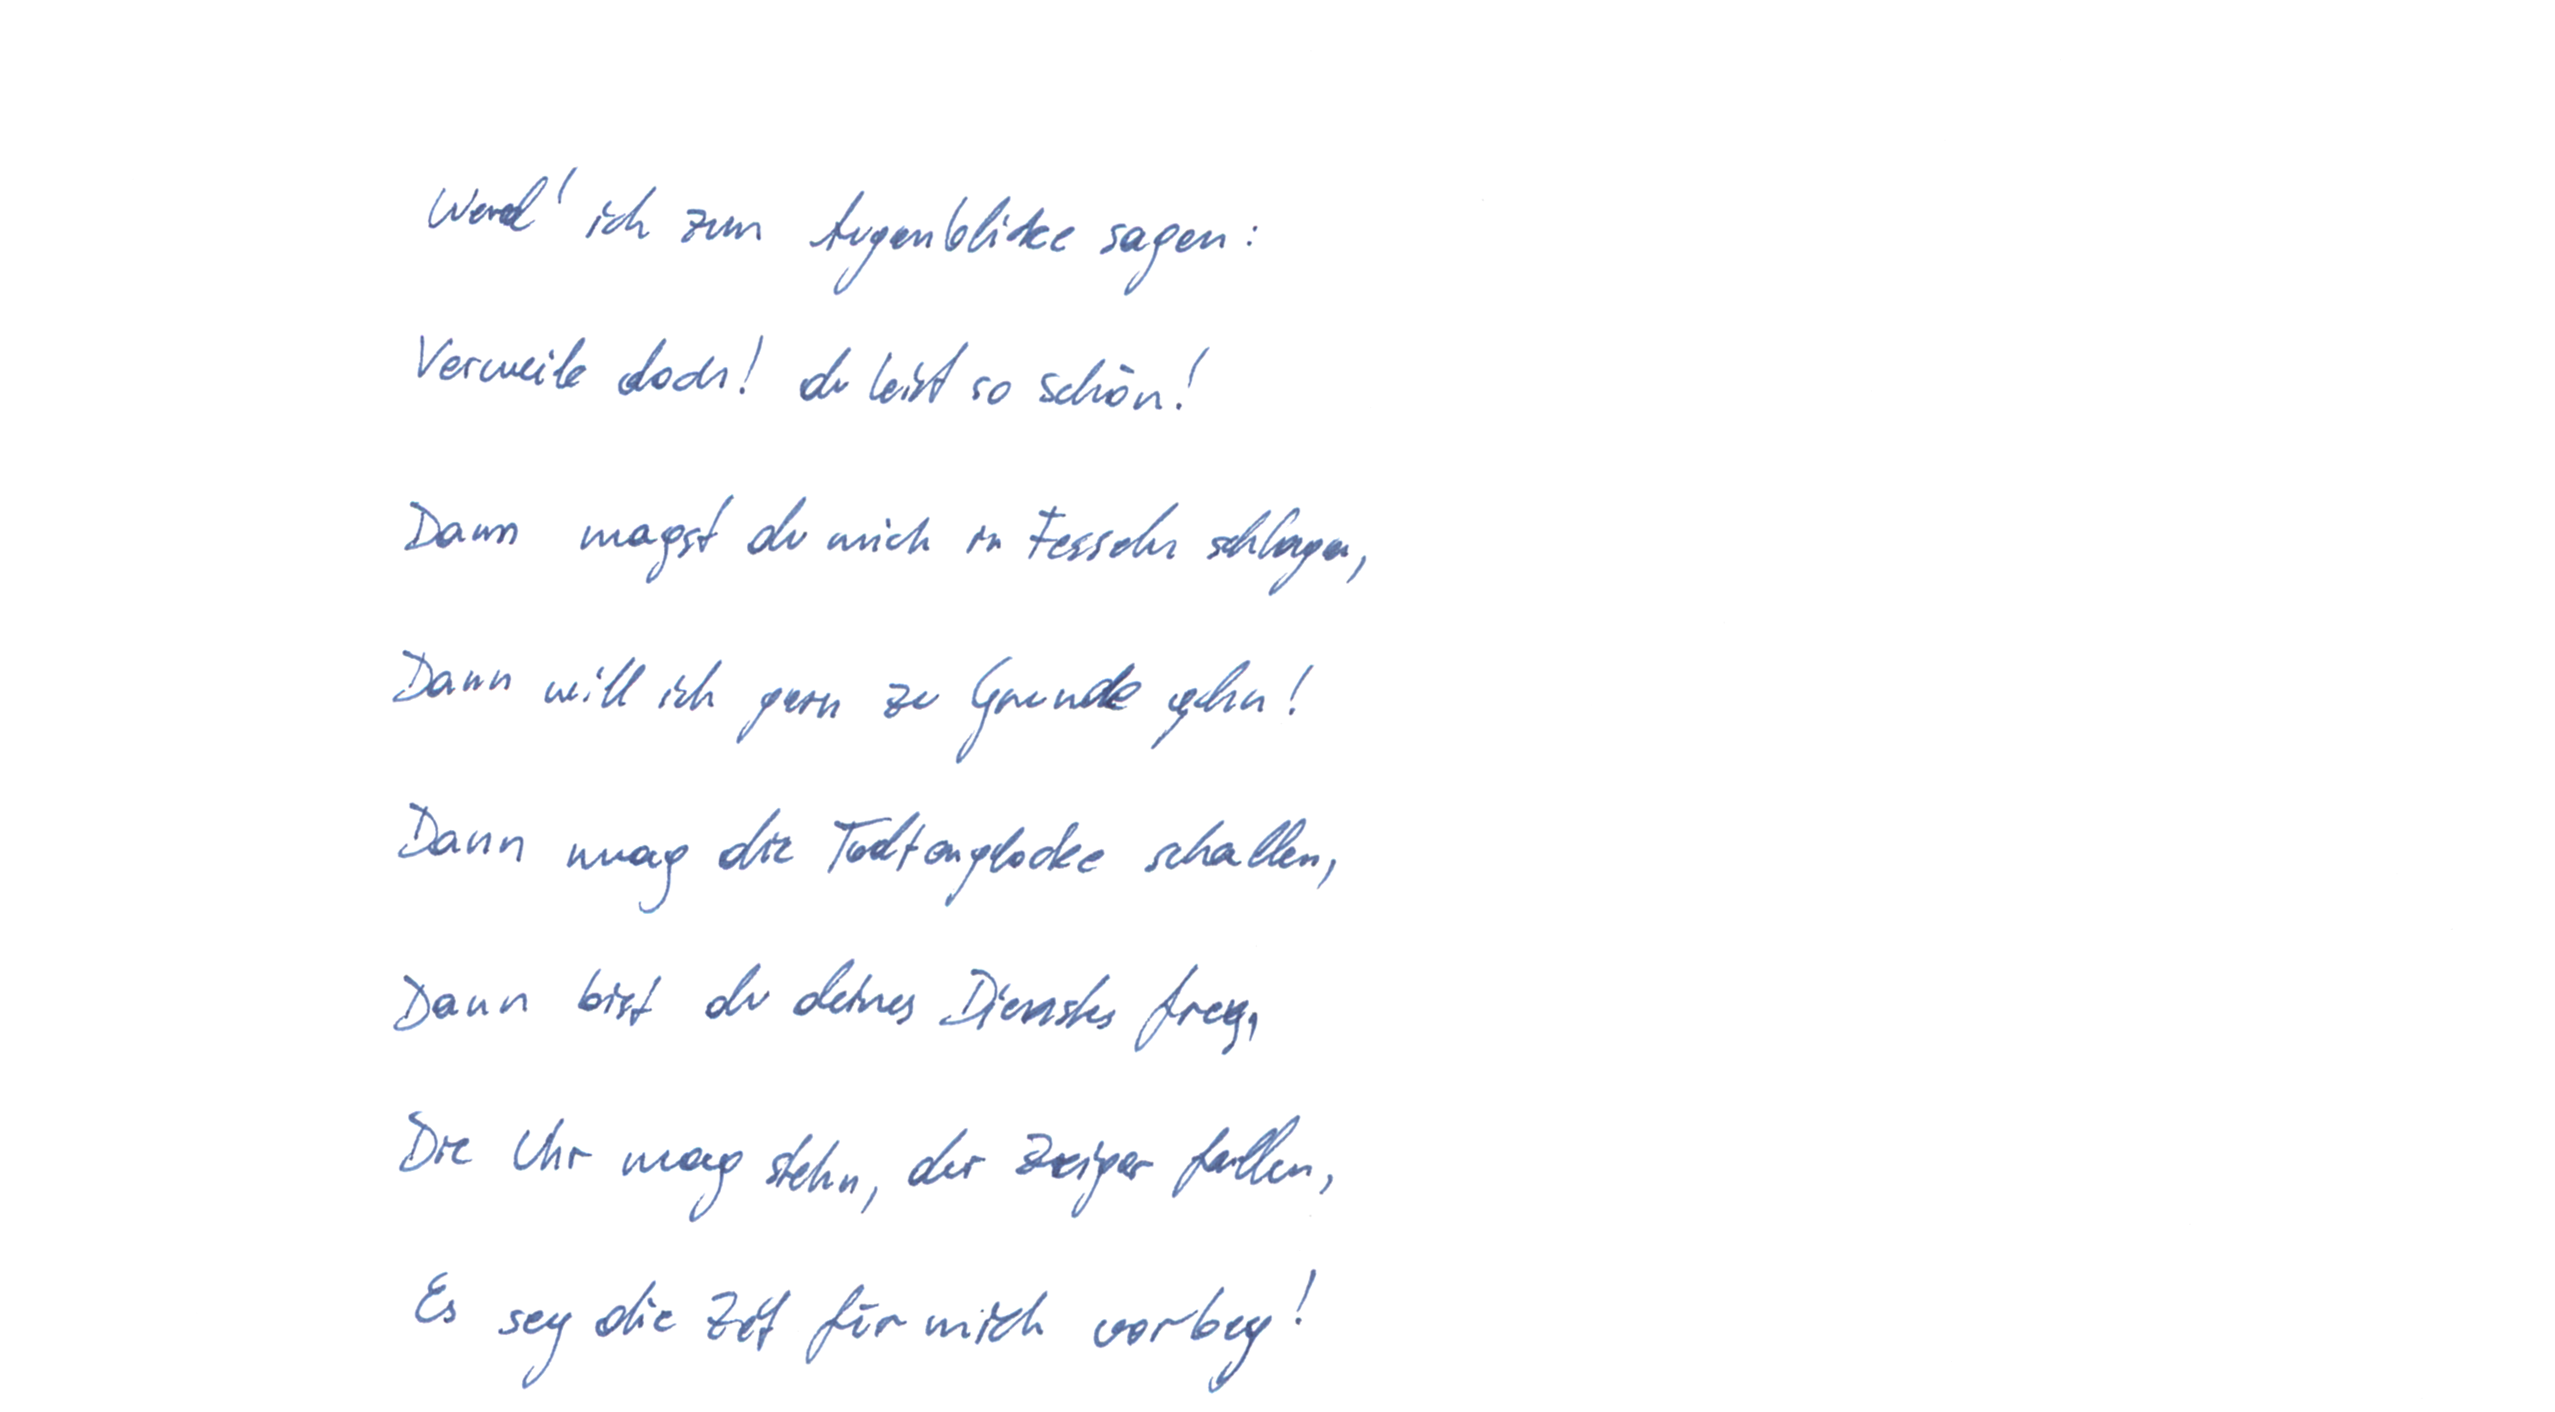 Werd' ich zum Augenblicke sagen:
Verweile doch! du bist so schön!
Dann magst du mich in Fesseln schlagen,
Dann will ich gern zu Grunde gehn!
Dann mag die Todtenglocke schallen,
Dann bist du deines Dienstes frey,
Die Uhr mag stehn, der Zeiger fallen,
Es sey die Zeit für mich vorbey!